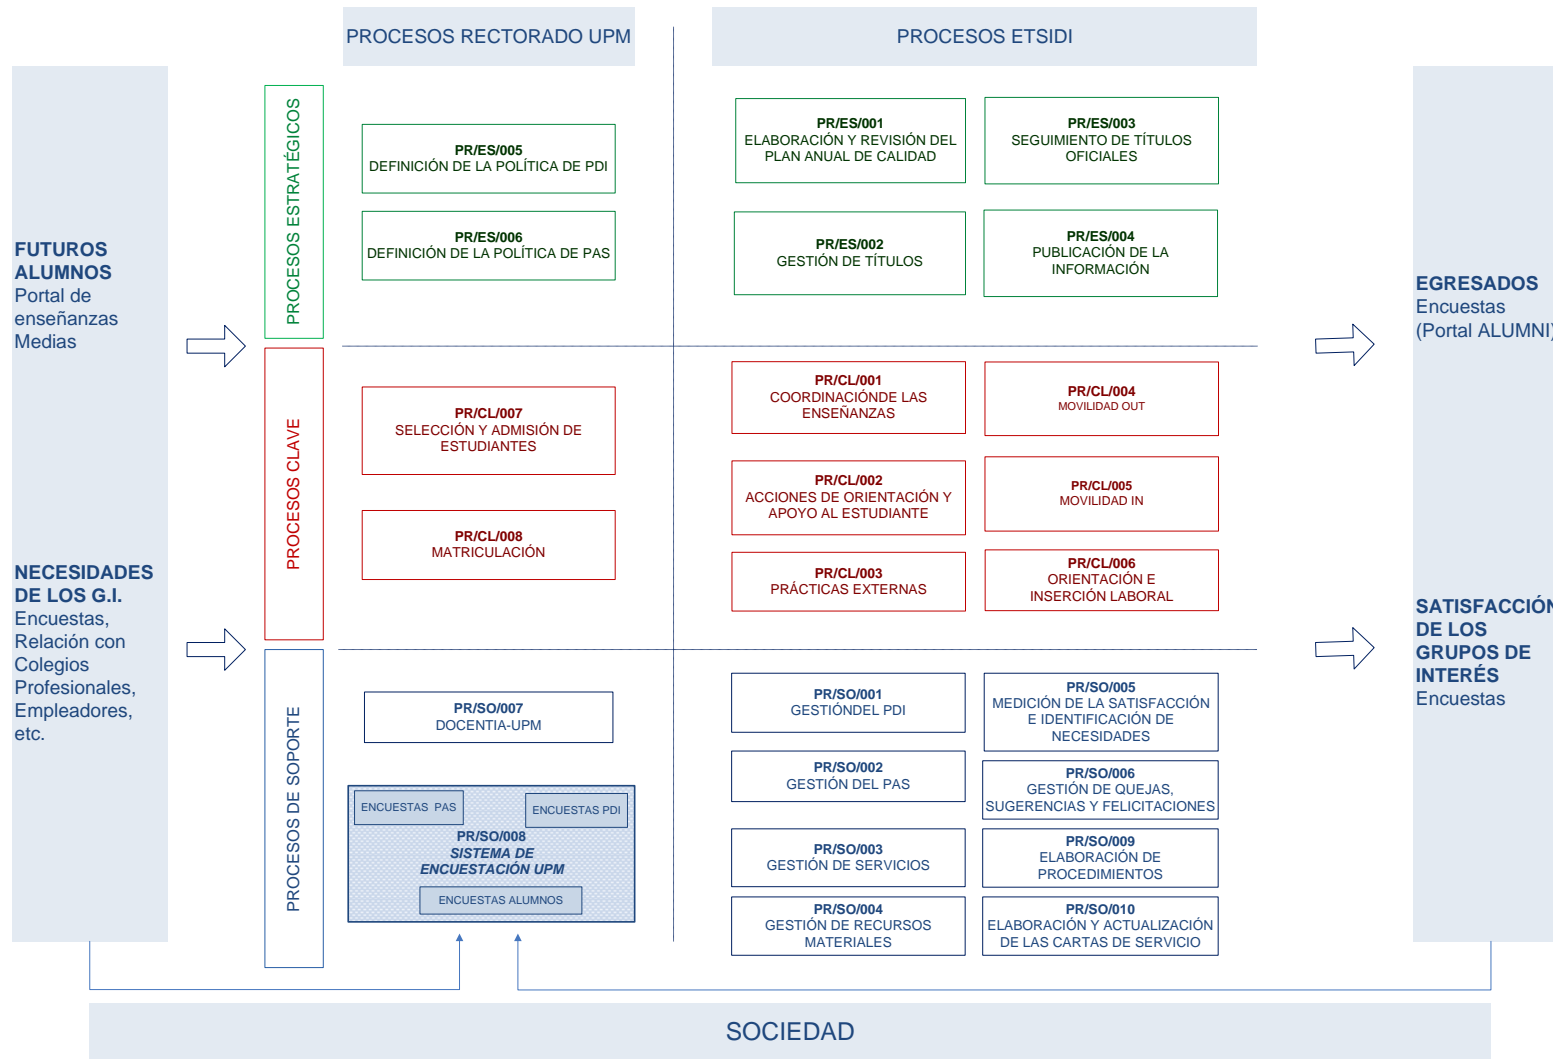 PROCESOS RECTORADO UPM
PROCESOS ETSIDI
FUTUROS
ALUMNOS
Portal de
enseñanzas
Medias
NECESIDADES
DE LOS G.I.
Encuestas,
Relación con
Colegios
Profesionales,
Empleadores,
etc.
PROCESOS ESTRATÉGICOS
PR/ES/005
DEFINICIÓN DE LA POLÍTICA DE PDI
PR/ES/006
DEFINICIÓN DE LA POLÍTICA DE PAS
PR/ES/001
ELABORACIÓN Y REVISIÓN DEL
PLAN ANUAL DE CALIDAD
PR/ES/003
SEGUIMIENTO DE TÍTULOS
OFICIALES
PR/ES/002
GESTIÓN DE TÍTULOS
PR/ES/004
PUBLICACIÓN DE LA
INFORMACIÓN
PROCESOS CLAVE
PR/CL/007
SELECCIÓN Y ADMISIÓN DE
ESTUDIANTES
PR/CL/008
MATRICULACIÓN
PR/CL/001
COORDINACIÓNDE LAS
ENSEÑANZAS
PR/CL/004
MOVILIDAD OUT
PR/CL/002
ACCIONES DE ORIENTACIÓN Y
APOYO AL ESTUDIANTE
PR/CL/005
MOVILIDAD IN
PR/CL/003
PRÁCTICAS EXTERNAS
PR/CL/006
ORIENTACIÓN E
INSERCIÓN LABORAL
PROCESOS DE SOPORTE
PR/SO/007
DOCENTIA-UPM
ENCUESTAS PAS
ENCUESTAS PDI
PR/SO/008
SISTEMA DE
ENCUESTACIÓN UPM
ENCUESTAS ALUMNOS
PR/SO/001
GESTIÓNDEL PDI
PR/SO/005
MEDICIÓN DE LA SATISFACCIÓN
E IDENTIFICACIÓN DE
NECESIDADES
PR/SO/002
GESTIÓN DEL PAS
PR/SO/006
GESTIÓN DE QUEJAS,
SUGERENCIAS Y FELICITACIONES
PR/SO/003
GESTIÓN DE SERVICIOS
PR/SO/009
ELABORACIÓN DE
PROCEDIMIENTOS
PR/SO/004
GESTIÓN DE RECURSOS
MATERIALES
PR/SO/010
ELABORACIÓN Y ACTUALIZACIÓN
DE LAS CARTAS DE SERVICIO
EGRESADOS
Encuestas
(Portal ALUMNI)
SATISFACCIÓN
DE LOS
GRUPOS DE
INTERÉS
Encuestas
SOCIEDAD